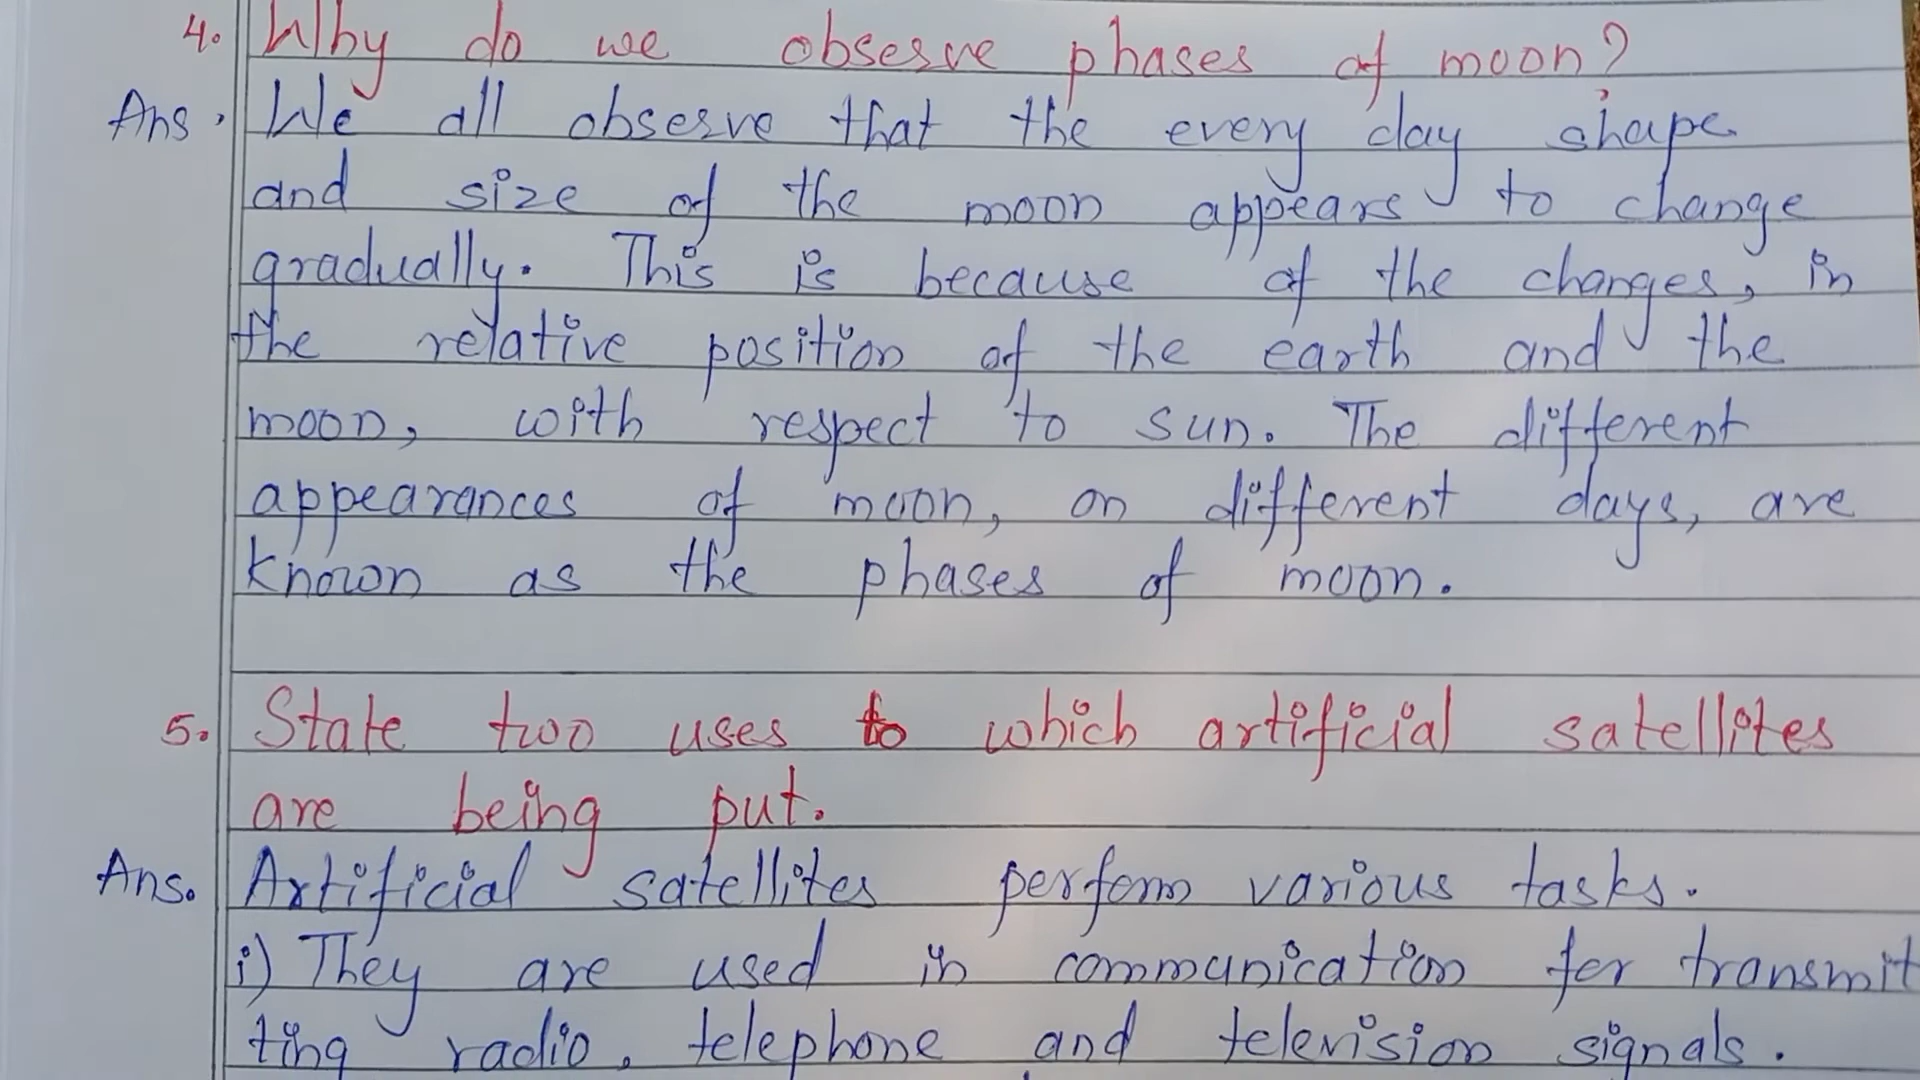 4. Why do we observe phases of moon?
Ans. We all observe that the every day shape
and size of the moon appears to change
gradually. This is because of the changes, in
the relative position of the earth and the
moon, with respect to sun. The different
appearances of moon, on different days, are
known as the phases of moon.
5. State two uses to which artificial satellites
are being put.
Ans. Artificial satellites perform various tasks.
i) They are used in communication for transmit
ting radio, telephone and television signals.